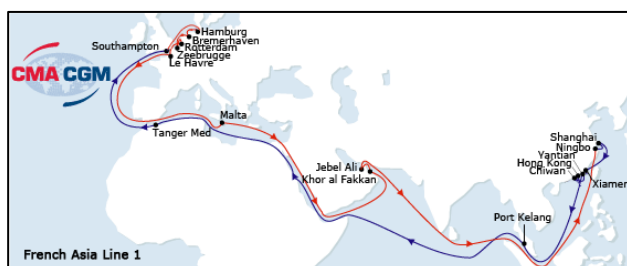 Hamburg
Bremerhaven
Southampton
Rotterdam
Zeebrugge
Le Havre
CMA CGM
Malta
Tanger Med
Shanghai
Ningbo
Yantian
Hong Kong
Chiwan
Xiamen
Jebel Ali
Khor al Fakkan
Port Kelang
French Asia Line 1